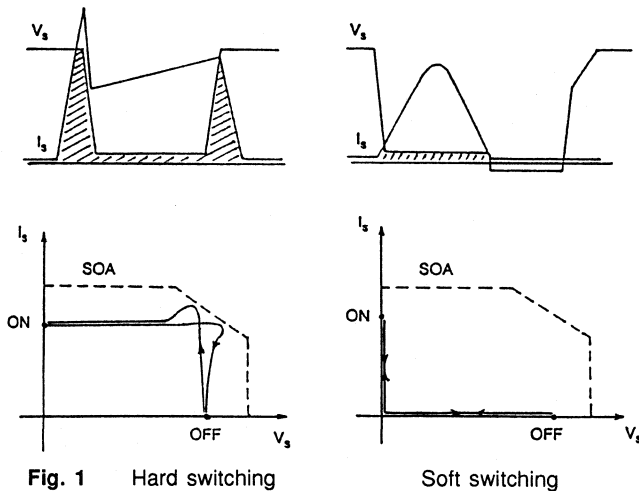 Vs
Vs
Is
Is
Is
Is
SOA
SOA
ON
ON
OFF
Vs
OFF
Vs
Fig. 1 Hard switching
Soft switching